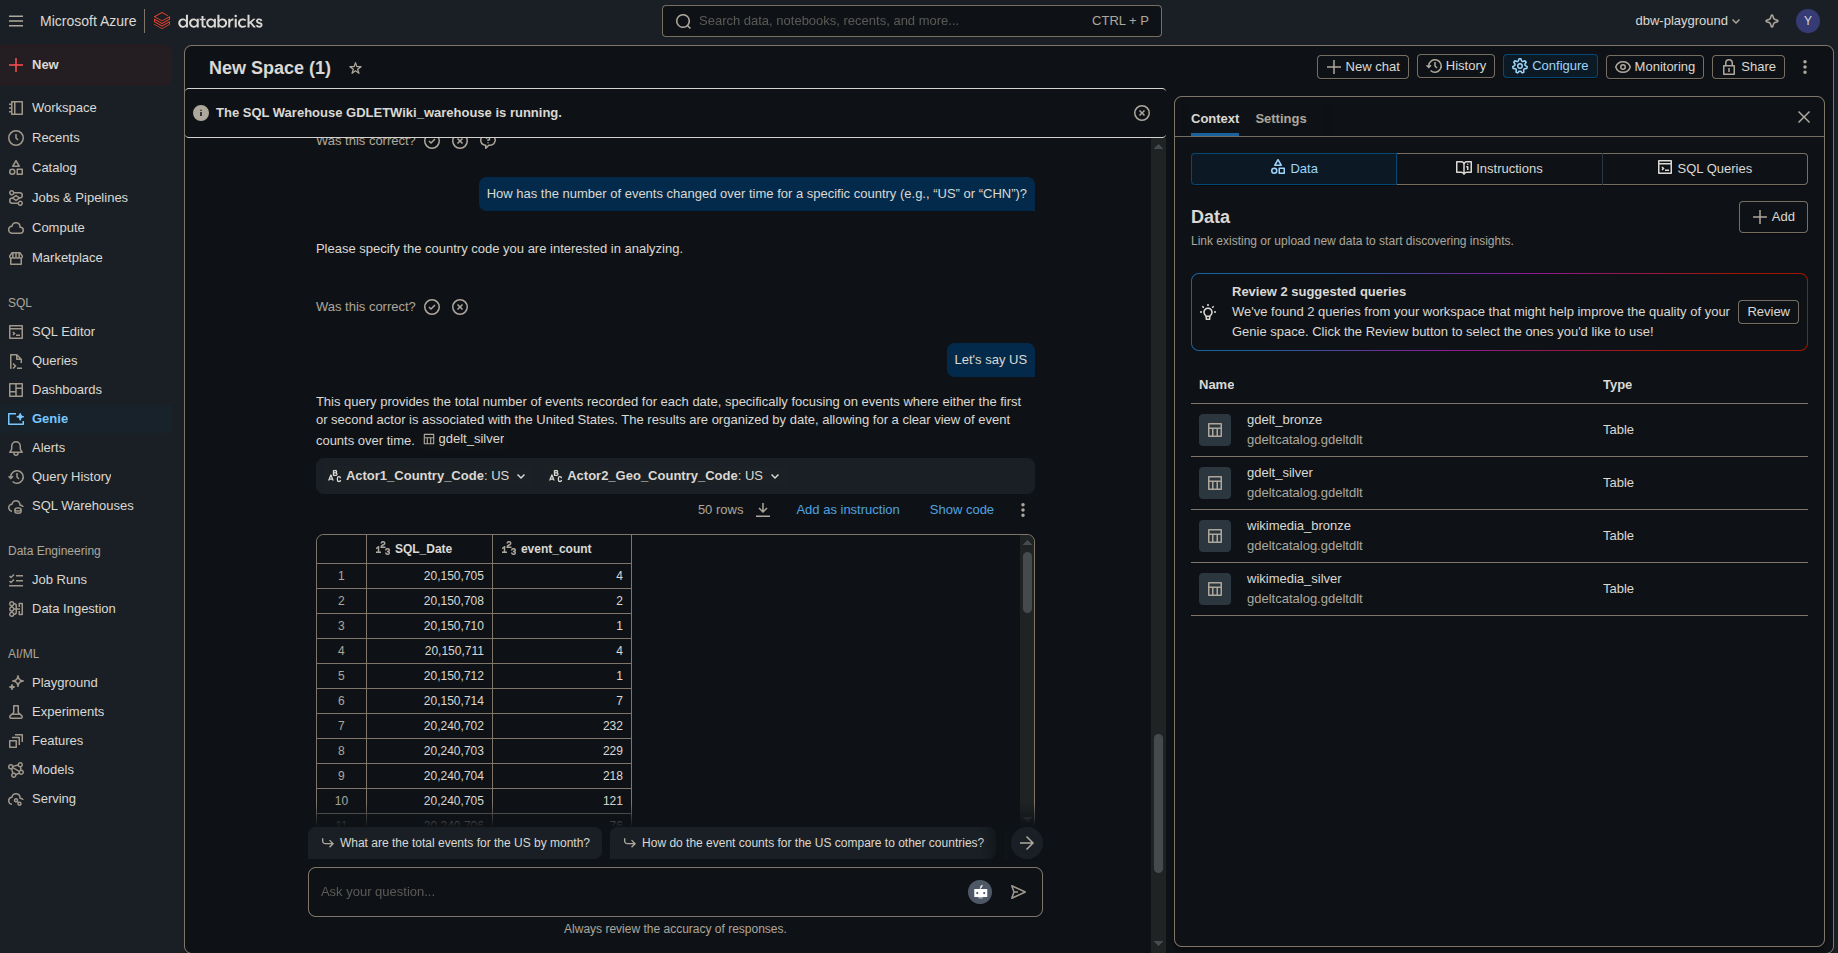 Microsoft Azure databricks
Search data, notebooks, recents, and more... CTRL + P
dbw-playground
Y
New
Workspace
Recents
Catalog
Jobs & Pipelines
Compute
Marketplace
SQL
SQL Editor
Queries
Dashboards
Genie
Alerts
Query History
SQL Warehouses
Data Engineering
Job Runs
Data Ingestion
AI/ML
Playground
Experiments
Features
Models
Serving
New Space (1)
New chat
History
Configure
Monitoring
Share
The SQL Warehouse GDLETWiki_warehouse is running.
Was this correct?
How has the number of events changed over time for a specific country (e.g., “US” or “CHN”)?
Please specify the country code you are interested in analyzing.
Was this correct?
Let's say US
This query provides the total number of events recorded for each date, specifically focusing on events where either the first
or second actor is associated with the United States. The results are organized by date, allowing for a clear view of event
counts over time. gdelt_silver
Actor1_Country_Code: US Actor2_Geo_Country_Code: US
50 rows Add as instruction Show code
SQL_Date event_count
1 20,150,705 4
2 20,150,708 2
3 20,150,710 1
4 20,150,711 4
5 20,150,712 1
6 20,150,714 7
7 20,240,702 232
8 20,240,703 229
9 20,240,704 218
10 20,240,705 121
11 20,240,706 76
What are the total events for the US by month?
How do the event counts for the US compare to other countries?
Ask your question...
Always review the accuracy of responses.
Context Settings
Data Instructions SQL Queries
Data
Add
Link existing or upload new data to start discovering insights.
Review 2 suggested queries
We've found 2 queries from your workspace that might help improve the quality of your
Genie space. Click the Review button to select the ones you'd like to use!
Review
Name Type
gdelt_bronze
gdeltcatalog.gdeltdlt
Table
gdelt_silver
gdeltcatalog.gdeltdlt
Table
wikimedia_bronze
gdeltcatalog.gdeltdlt
Table
wikimedia_silver
gdeltcatalog.gdeltdlt
Table